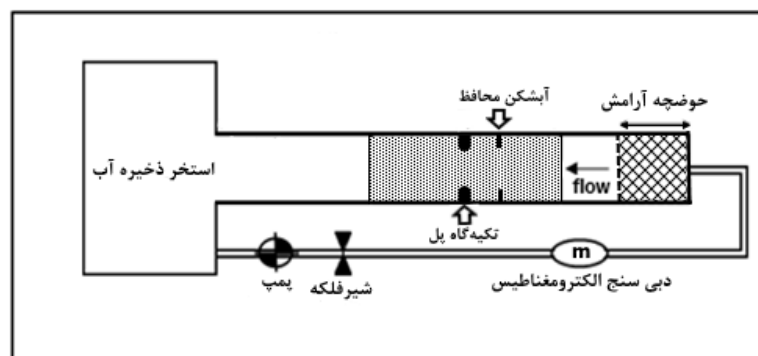 آبشکن محافظ
حوضچه آرامش
استخر ذخیره آب
flow
تکیه‌گاه پل
m
پمپ
شیرفلکه
دبی سنج الکترومغناطیس